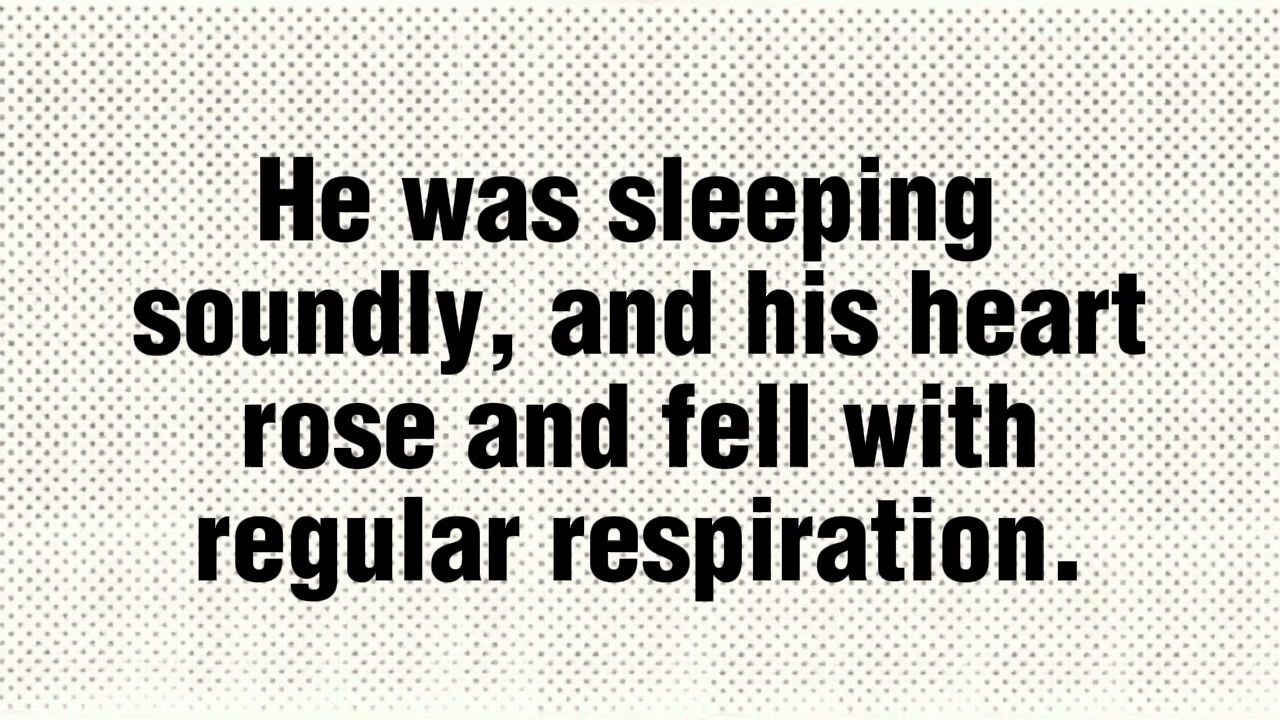 He was sleeping
soundly, and his heart
rose and fell with
regular respiration.